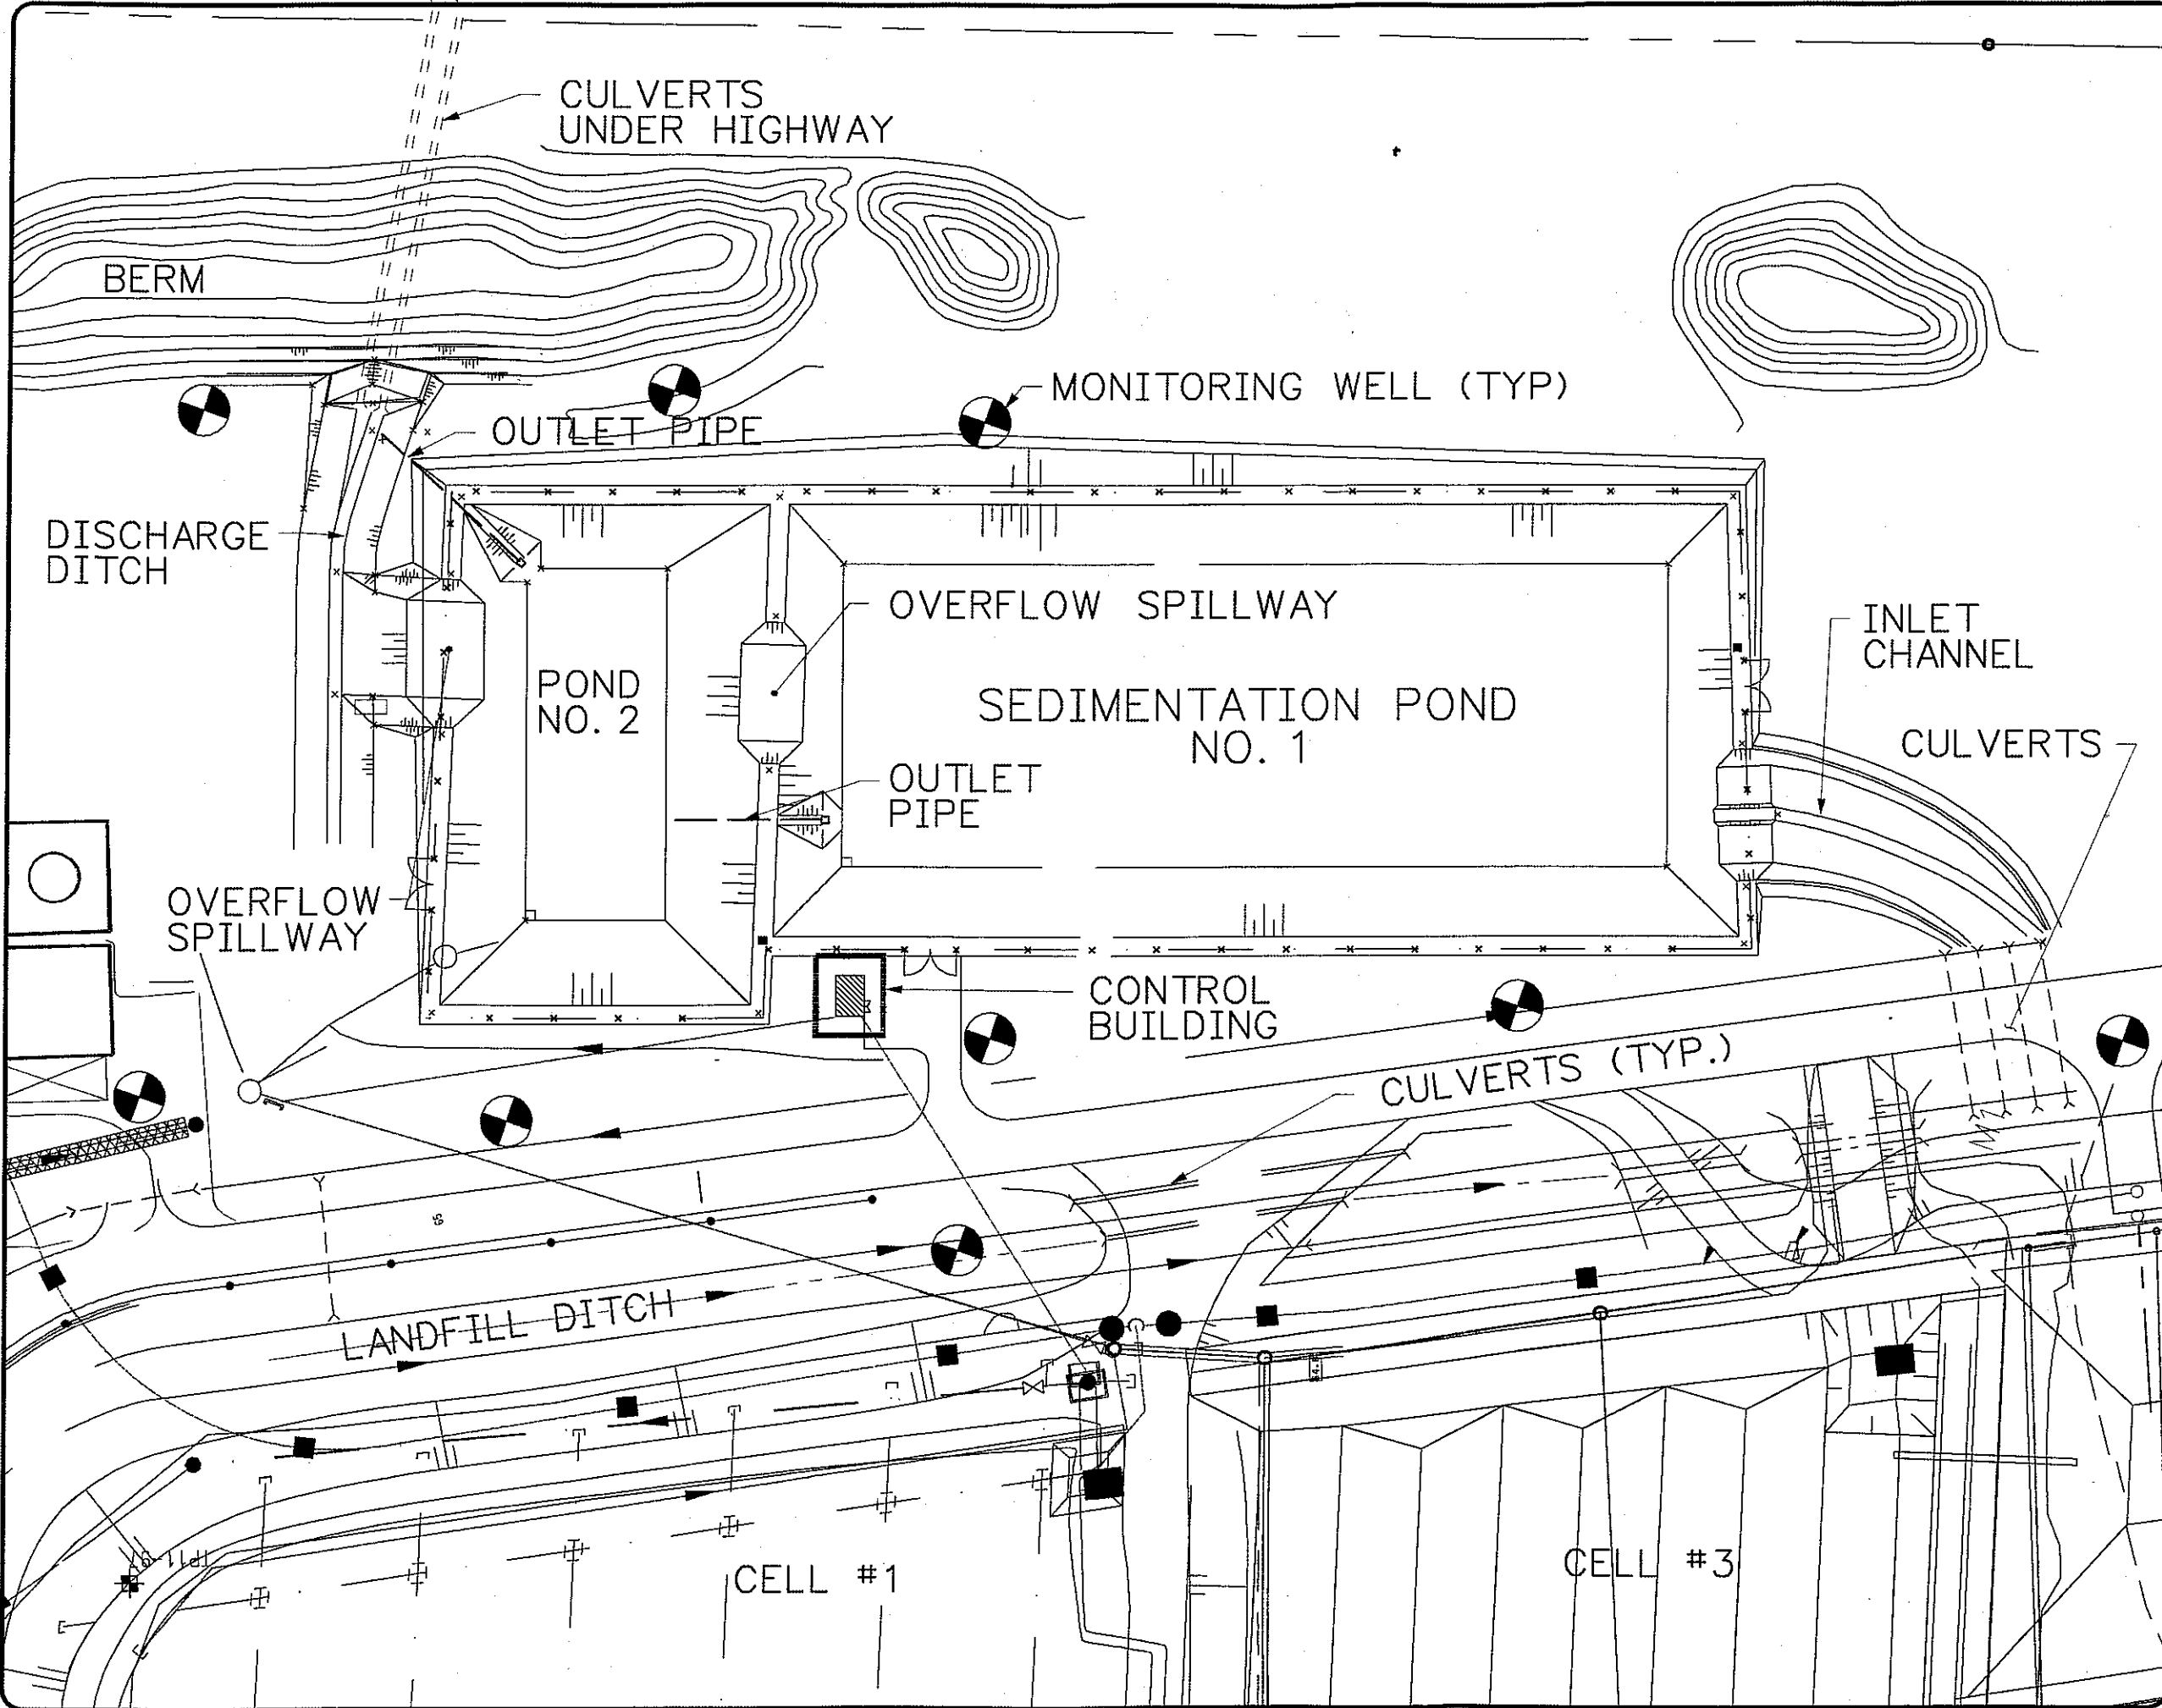 CULVERTS
UNDER HIGHWAY
BERM
MONITORING WELL (TYP)
OUTLET PIPE
DISCHARGE
DITCH
OVERFLOW SPILLWAY
INLET
CHANNEL
POND
NO. 2
SEDIMENTATION POND
NO. 1
CULVERTS
OUTLET
PIPE
OVERFLOW
SPILLWAY
CONTROL
BUILDING
CULVERTS (TYP.)
LANDFILL DITCH
CELL #1
CELL #3